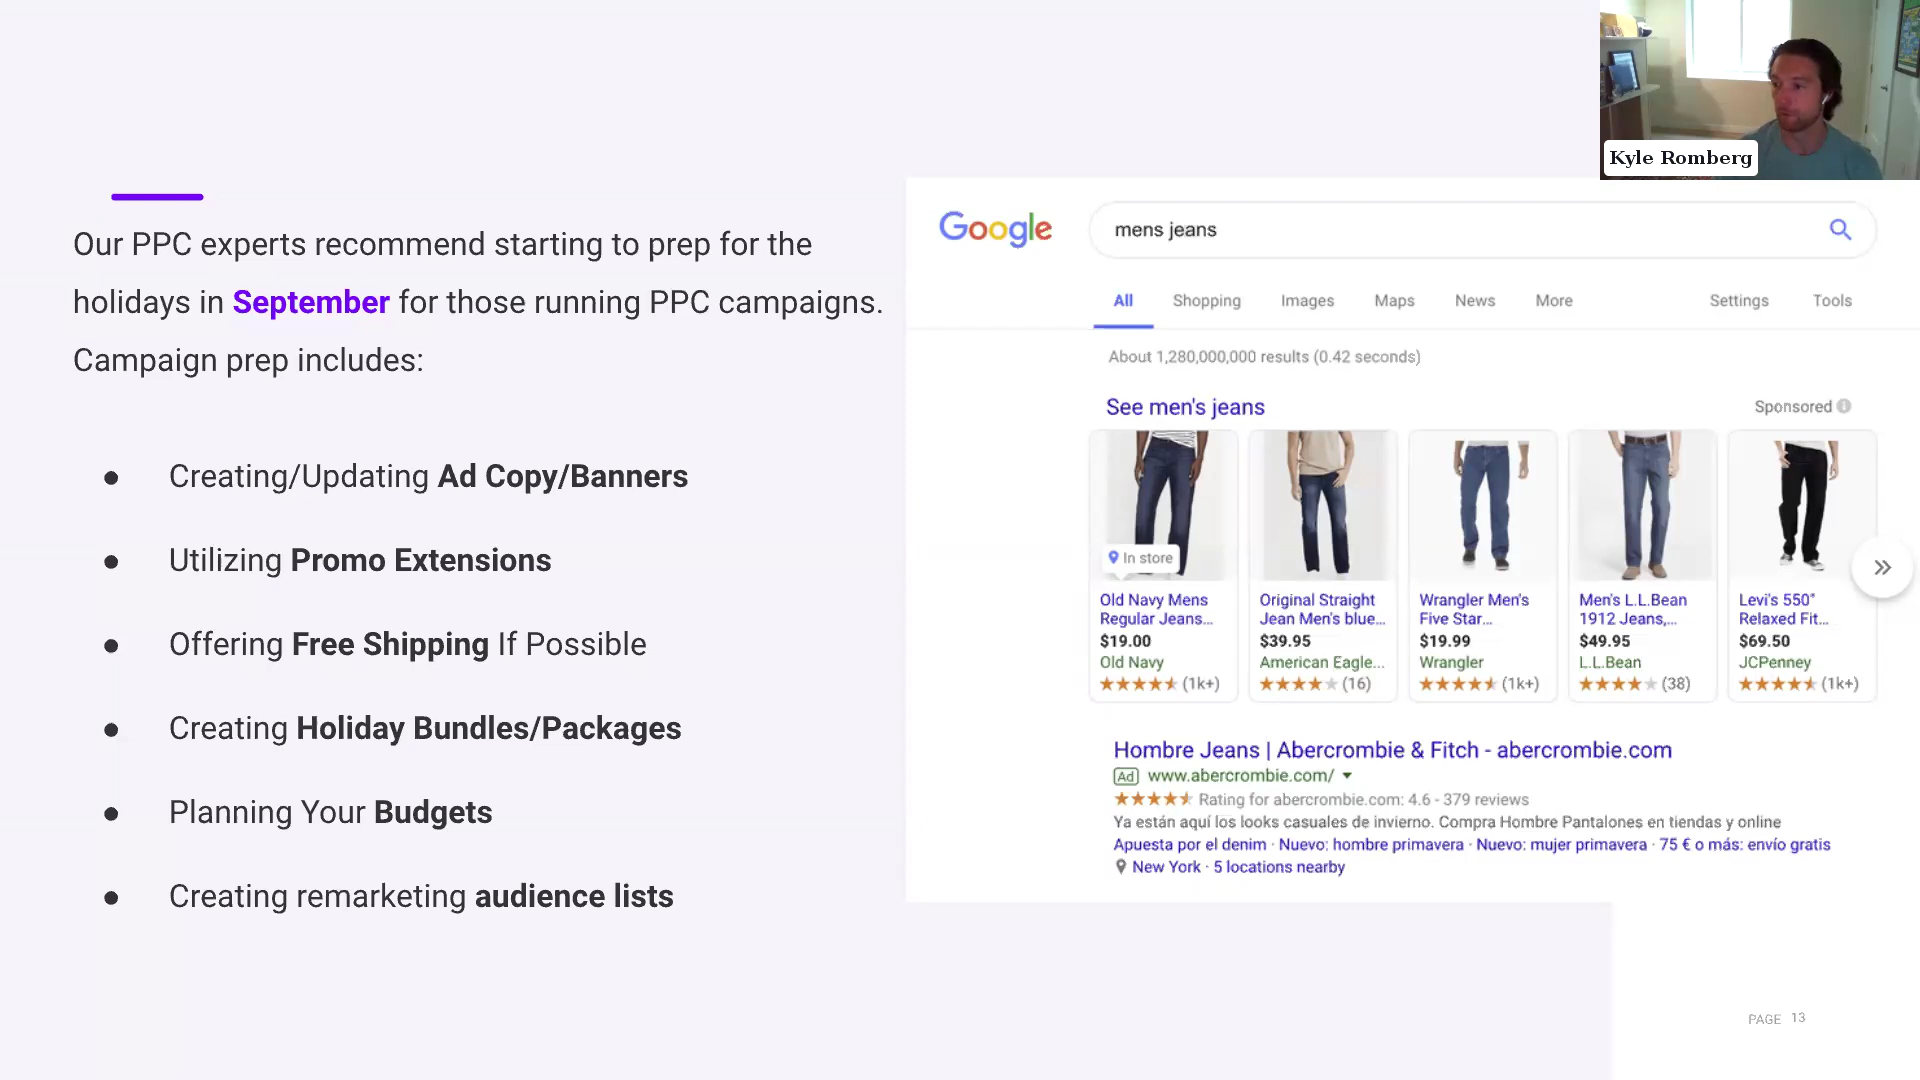 Kyle Romberg
Our PPC experts recommend starting to prep for the
holidays in September for those running PPC campaigns.
Campaign prep includes:
● Creating/Updating Ad Copy/Banners
● Utilizing Promo Extensions
● Offering Free Shipping If Possible
● Creating Holiday Bundles/Packages
● Planning Your Budgets
● Creating remarketing audience lists
Google
mens jeans
All Shopping Images Maps News More Settings Tools
About 1,280,000,000 results (0.42 seconds)
See men's jeans
Sponsored
In store
Old Navy Mens
Regular Jeans...
$19.00
Old Navy
(1k+)
Original Straight
Jean Men's blue...
$39.95
American Eagle...
(16)
Wrangler Men's
Five Star...
$19.99
Wrangler
(1k+)
Men's L.L.Bean
1912 Jeans,...
$49.95
L.L.Bean
(38)
Levi's 550"
Relaxed Fit...
$69.50
JCPenney
(1k+)
Hombre Jeans | Abercrombie & Fitch - abercrombie.com
Ad www.abercrombie.com/
Rating for abercrombie.com: 4.6 - 379 reviews
Ya están aquí los looks casuales de invierno. Compra Hombre Pantalones en tiendas y online
Apuesta por el denim · Nuevo: hombre primavera · Nuevo: mujer primavera · 75 € o más: envío gratis
New York · 5 locations nearby
PAGE 13